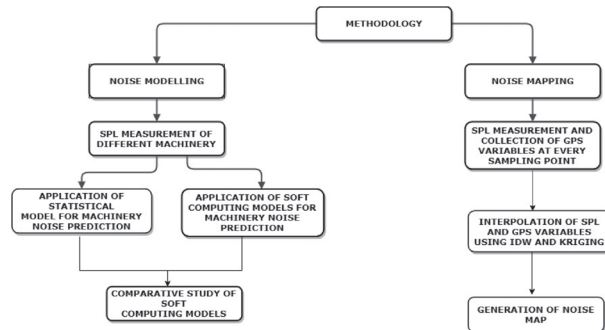 METHODOLOGY
NOISE MODELLING
NOISE MAPPING
SPL MEASUREMENT OF
DIFFERENT MACHINERY
SPL MEASUREMENT AND
COLLECTION OF GPS
VARIABLES AT EVERY
SAMPLING POINT
APPLICATION OF
STATISTICAL
MODEL FOR MACHINERY
NOISE PREDICTION
APPLICATION OF SOFT
COMPUTING MODELS FOR
MACHINERY NOISE
PREDICTION
INTERPOLATION OF SPL
AND GPS VARIABLES
USING IDW AND KRIGING
COMPARATIVE STUDY OF
SOFT
COMPUTING MODELS
GENERATION OF NOISE
MAP